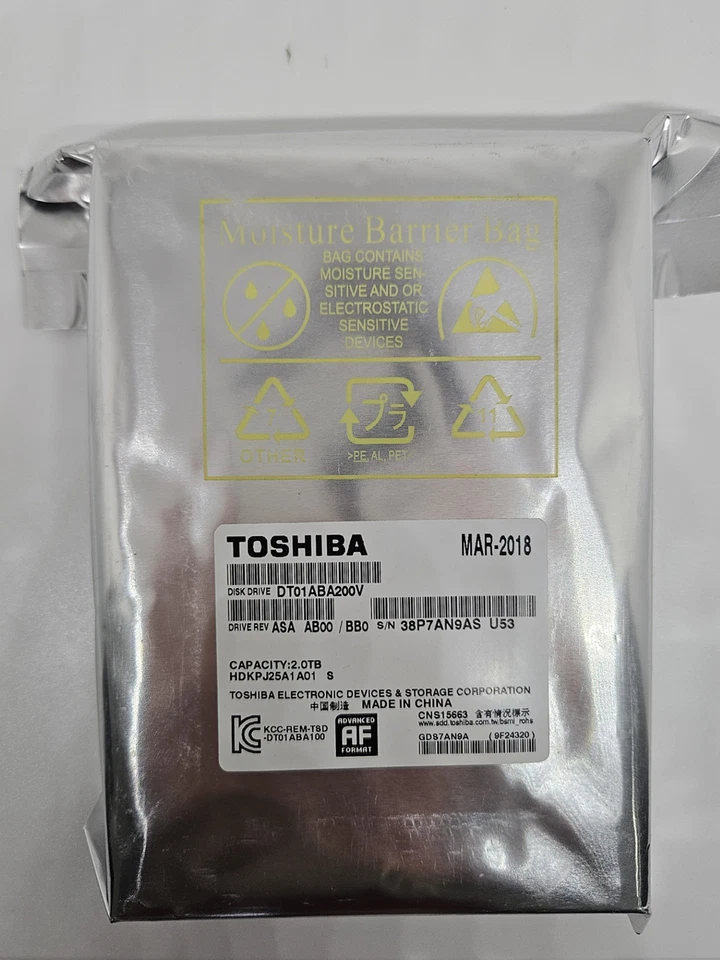 Moisture Barrier Bag
BAG CONTAINS
MOISTURE SEN-
SITIVE AND OR
ELECTROSTATIC
SENSITIVE
DEVICES
7
プラ
11
OTHER
>PE, AL, PET<
TOSHIBA
MAR-2018
DISK DRIVE DT01ABA200V
DRIVE REV ASA AB00 / BB0 S/N 38P7AN9AS U53
CAPACITY:2.0TB
HDKPJ25A1A01 S
TOSHIBA ELECTRONIC DEVICES & STORAGE CORPORATION
中国制造 MADE IN CHINA
KCC-REM-TSD
-DT01ABA100
ADVANCED
AF
FORMAT
CNS15663 含有情況標示
www.sdd.toshiba.com.tw/bsmi_rohs
GDS7AN9A (9F24320)